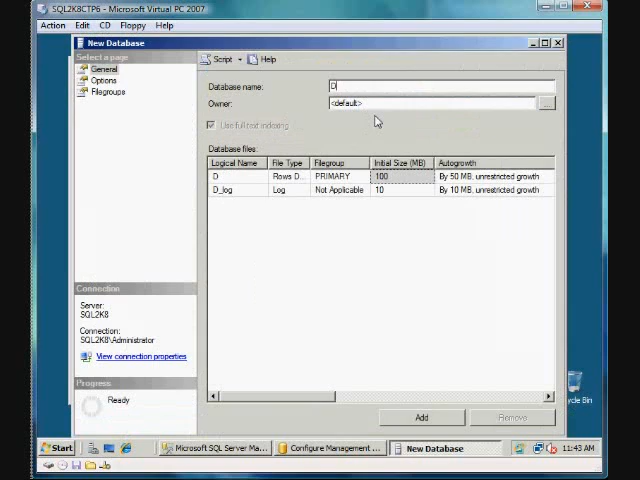 SQL2K8CTP6 - Microsoft Virtual PC 2007
Action Edit CD Floppy Help
New Database
Select a page
General
Options
Filegroups
Script Help
Database name: D
Owner: <default> ...
Use full-text indexing
Database files:
Logical Name File Type Filegroup Initial Size (MB) Autogrowth
D Rows D... PRIMARY 100 By 50 MB, unrestricted growth
D_log Log Not Applicable 10 By 10 MB, unrestricted growth
Connection
Server:
SQL2K8
Connection:
SQL2K8\Administrator
View connection properties
Progress
Ready
Add Remove
cycle Bin
Start Microsoft SQL Server Ma... Configure Management ... New Database 11:43 AM